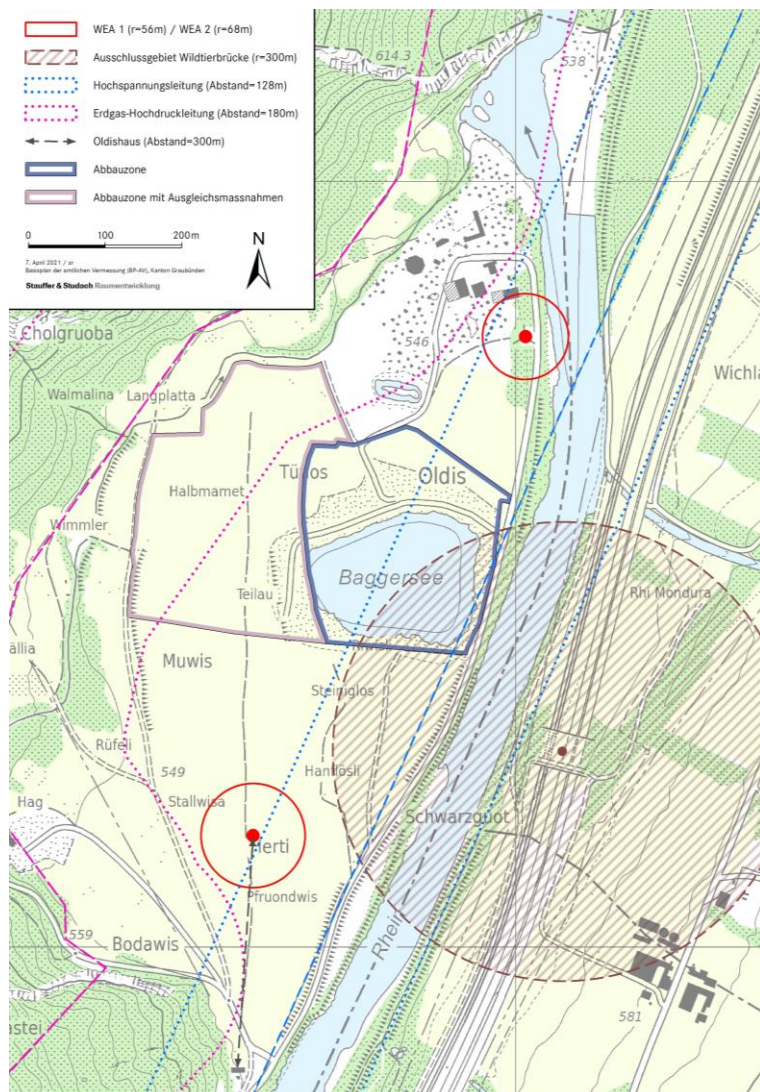 WEA 1 (r=56m) / WEA 2 (r=68m)
Ausschlussgebiet Wildtierbrücke (r=300m)
Hochspannungsleitung (Abstand=128m)
Erdgas-Hochdruckleitung (Abstand=180m)
Oldishaus (Abstand=300m)
Abbauzone
Abbauzone mit Ausgleichsmassnahmen
0 100 200m
N
7. April 2021 / sr
Basisplan der amtlichen Vermessung (BP-AV), Kanton Graubünden
Stauffer & Studach Raumentwicklung
614.3
538
Cholgruoba
546
Wichla
Walmalina
Langplatta
Halbmamet
Oldis
Wimmler
Baggersee
Teilau
Rhi Mondura
Muwis
Steiniglos
Rüfeli
549
Stallwisa
Hag
Schwarzguot
Pfruondwis
559
Bodawis
Rhein
581